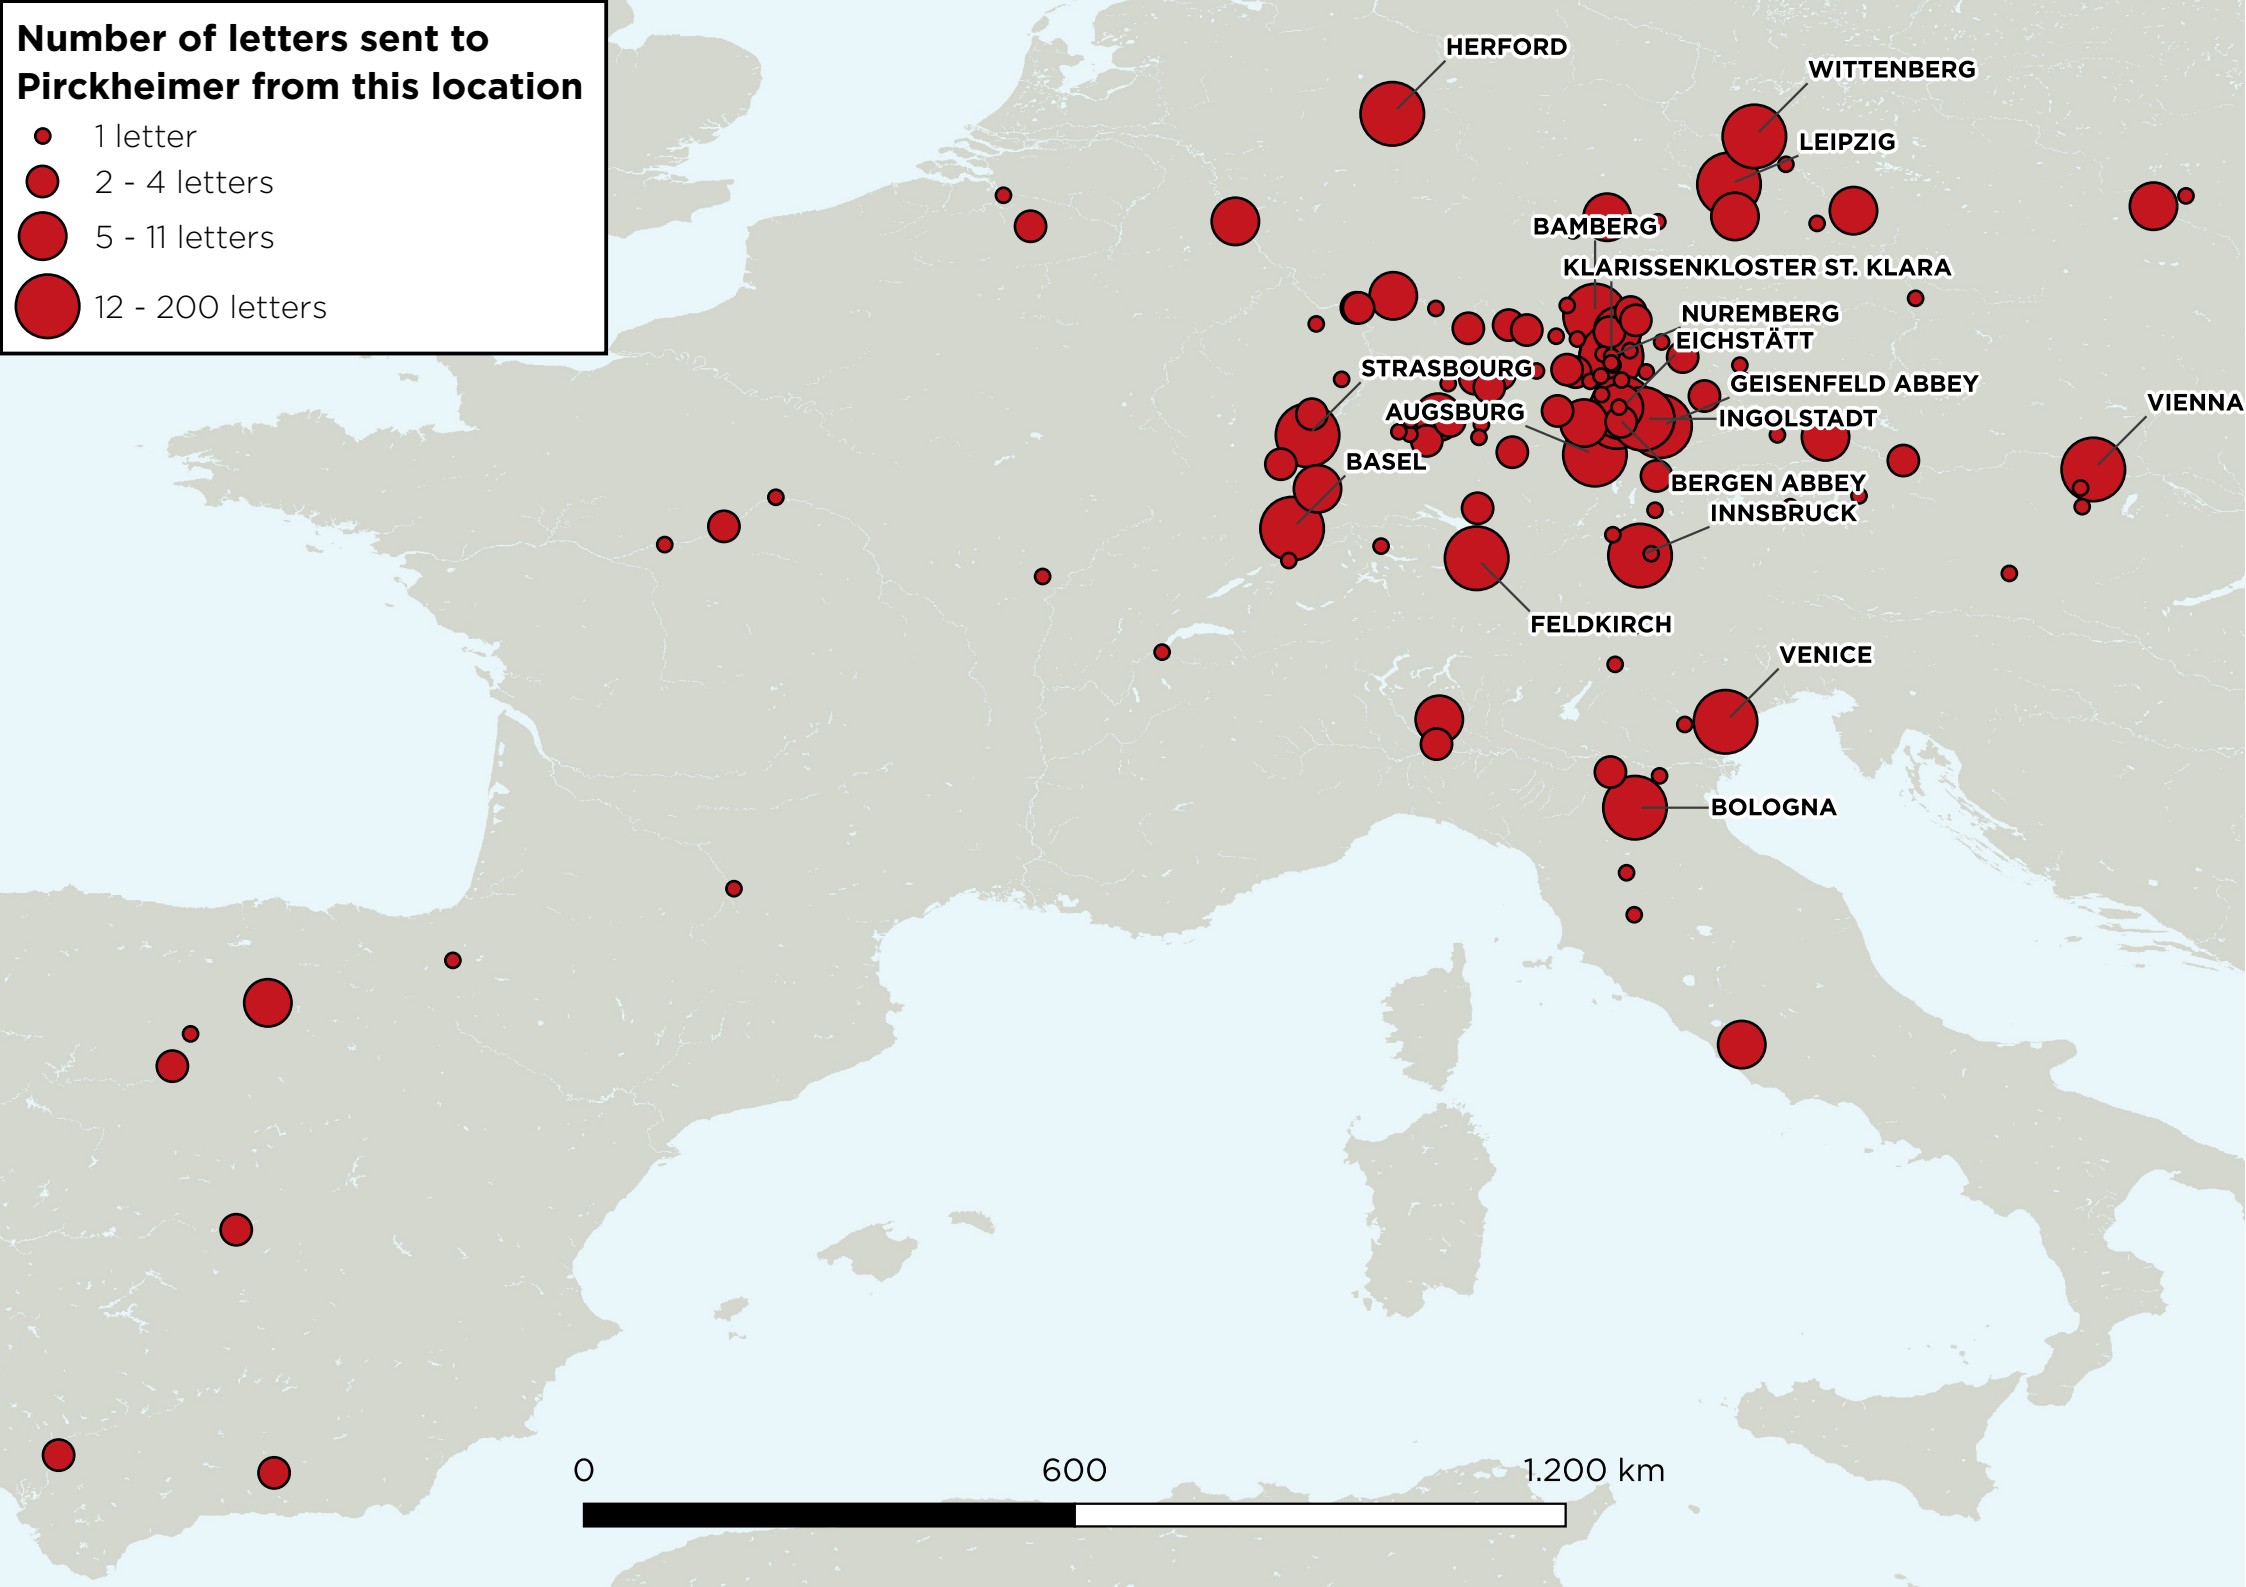 Number of letters sent to
Pirckheimer from this location
1 letter
2 - 4 letters
5 - 11 letters
12 - 200 letters
HERFORD
WITTENBERG
LEIPZIG
BAMBERG
KLARISSENKLOSTER ST. KLARA
NUREMBERG
EICHSTÄTT
STRASBOURG
GEISENFELD ABBEY
VIENNA
AUGSBURG
INGOLSTADT
BASEL
BERGEN ABBEY
INNSBRUCK
FELDKIRCH
VENICE
BOLOGNA
0
600
1.200 km